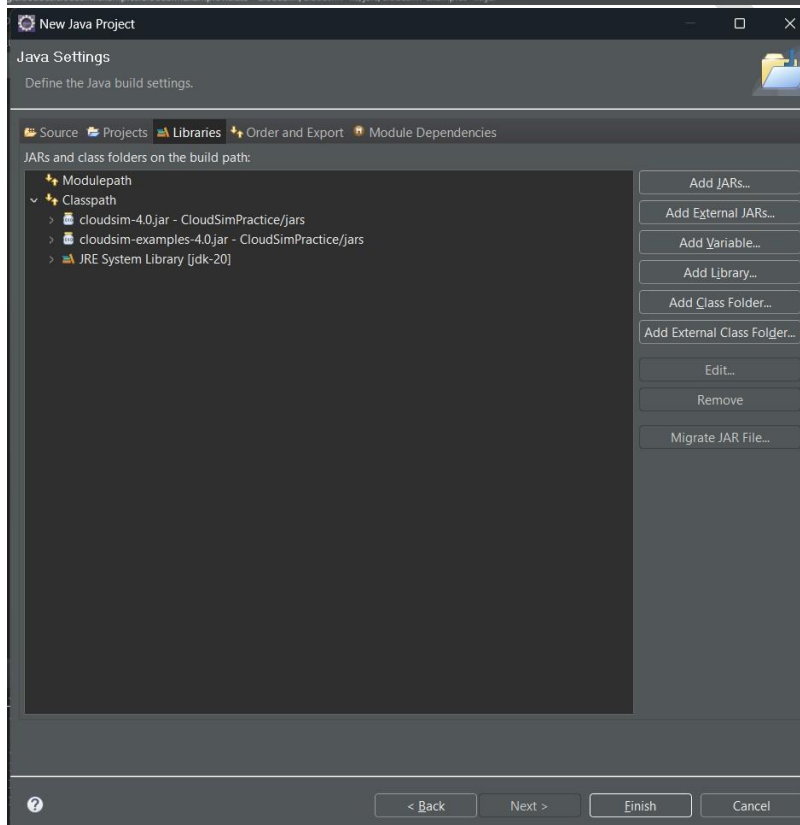 New Java Project
Java Settings
Define the Java build settings.
Source Projects Libraries Order and Export Module Dependencies
JARs and class folders on the build path:
Modulepath
Classpath
cloudsim-4.0.jar - CloudSimPractice/jars
cloudsim-examples-4.0.jar - CloudSimPractice/jars
JRE System Library [jdk-20]
Add JARs...
Add External JARs...
Add Variable...
Add Library...
Add Class Folder...
Add External Class Folder...
Edit...
Remove
Migrate JAR File...
? < Back Next > Finish Cancel